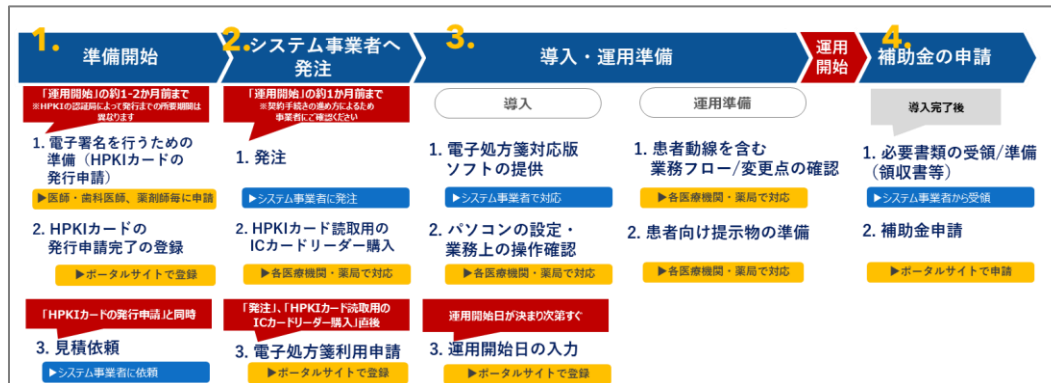 1.
準備開始
2.
システム事業者へ
発注
3.
導入・運用準備
運用
開始
4.
補助金の申請
「運用開始」の約1-2か月前まで
※HPKIの認証局によって発行までの所要期間は
異なります
1. 電子署名を行うための
準備(HPKIカードの
発行申請)
▶医師・歯科医師、薬剤師毎に申請
2. HPKIカードの
発行申請完了の登録
▶ポータルサイトで登録
「HPKIカードの発行申請」と同時
3. 見積依頼
▶システム事業者に依頼
「運用開始」の約1か月前まで
※契約手続きの進め方によるため
事業者にご確認ください
1. 発注
▶システム事業者に発注
2. HPKIカード読取用の
ICカードリーダー購入
▶各医療機関・薬局で対応
「発注」、「HPKIカード読取用の
ICカードリーダー購入」直後
3. 電子処方箋利用申請
▶ポータルサイトで登録
導入
1. 電子処方箋対応版
ソフトの提供
▶システム事業者で対応
2. パソコンの設定・
業務上の操作確認
▶各医療機関・薬局で対応
運用開始日が決まり次第すぐ
3. 運用開始日の入力
▶ポータルサイトで登録
運用準備
1. 患者動線を含む
業務フロー/変更点の確認
▶各医療機関・薬局で対応
2. 患者向け提示物の準備
▶各医療機関・薬局で対応
導入完了後
1. 必要書類の受領/準備
(領収書等)
▶システム事業者から受領
2. 補助金申請
▶ポータルサイトで申請